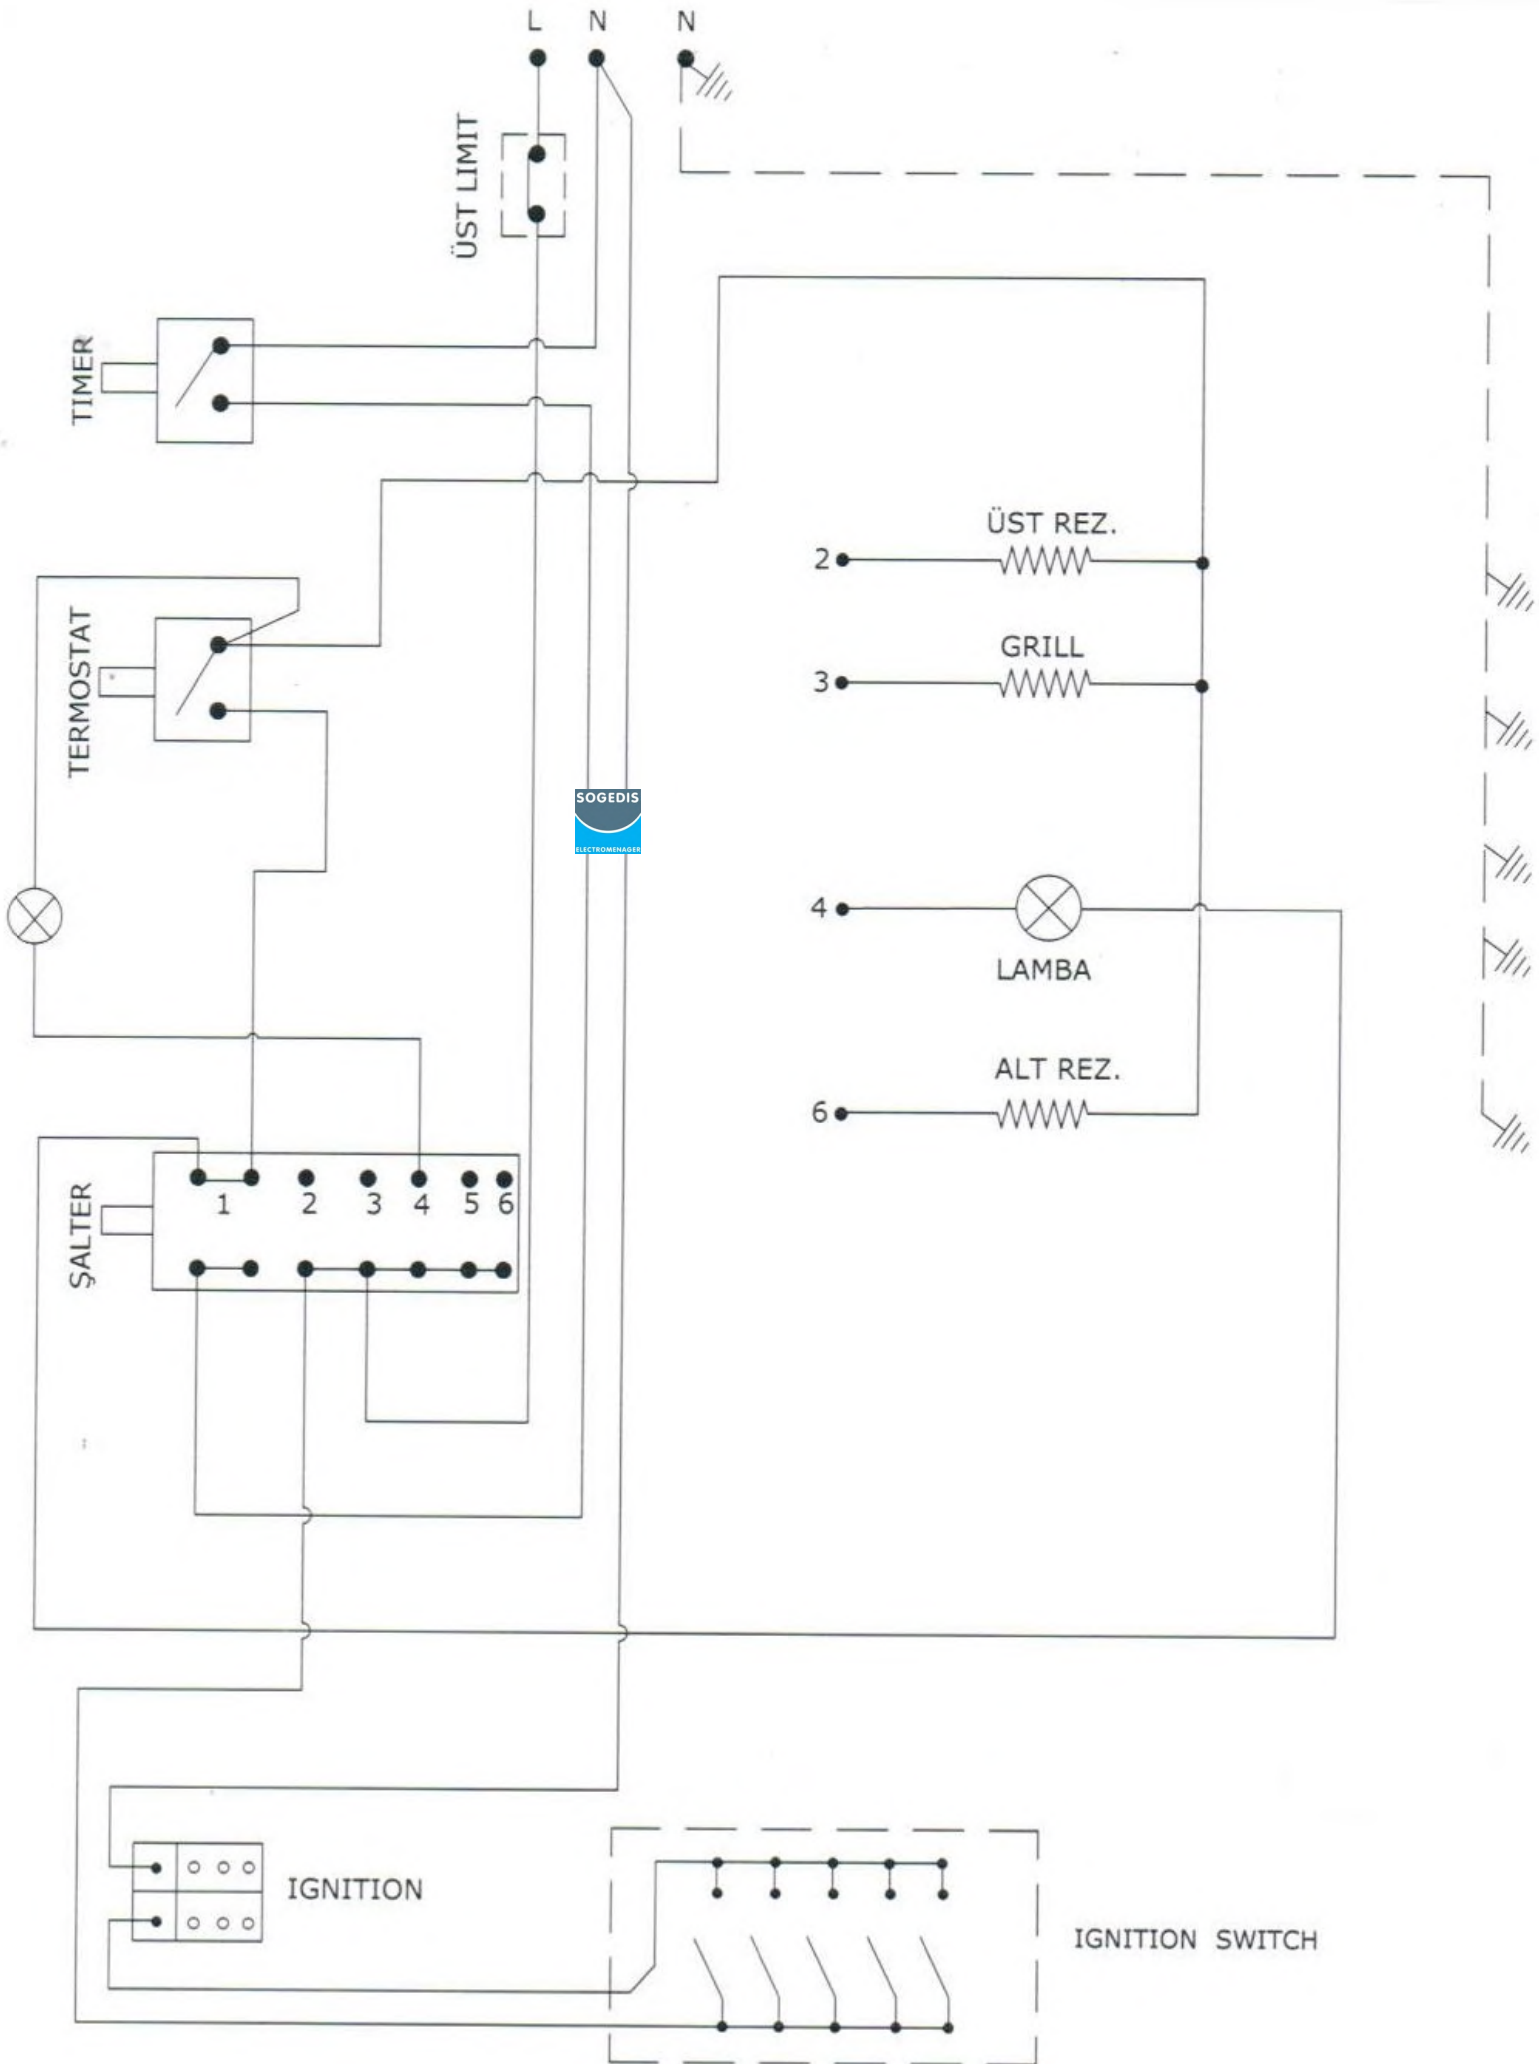 L N N
ÜST LIMIT
TIMER
ÜST REZ.
2
TERMOSTAT
GRILL
3
SOGEDIS
ELECTROMENAGER
4
LAMBA
ALT REZ.
6
ŞALTER
1 2 3 4 5 6
IGNITION
IGNITION SWITCH